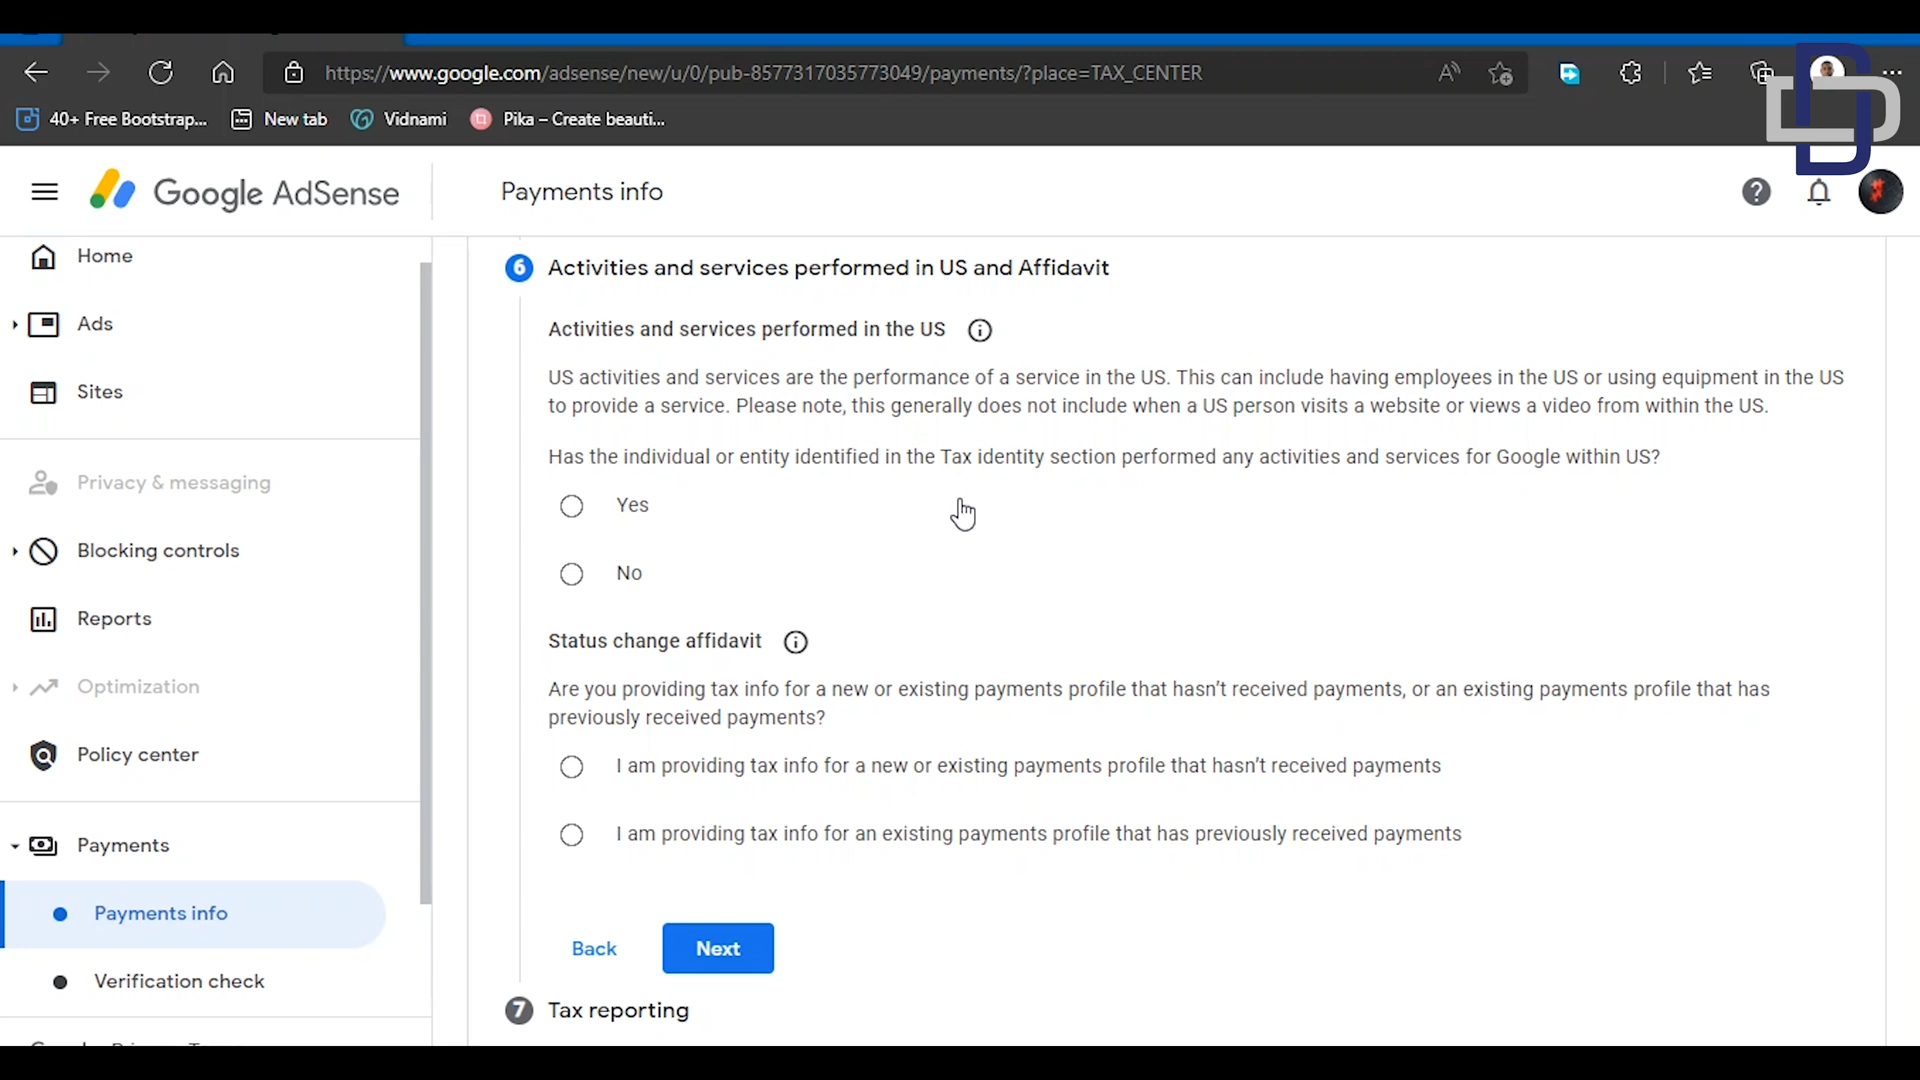 https://www.google.com/adsense/new/u/0/pub-8577317035773049/payments/?place=TAX_CENTER
40+ Free Bootstrap...
New tab
Vidnami
Pika – Create beauti...
Google AdSense
Payments info
Home
Ads
Sites
Privacy & messaging
Blocking controls
Reports
Optimization
Policy center
Payments
Payments info
Verification check
6 Activities and services performed in US and Affidavit
Activities and services performed in the US
US activities and services are the performance of a service in the US. This can include having employees in the US or using equipment in the US
to provide a service. Please note, this generally does not include when a US person visits a website or views a video from within the US.
Has the individual or entity identified in the Tax identity section performed any activities and services for Google within US?
Yes
No
Status change affidavit
Are you providing tax info for a new or existing payments profile that hasn't received payments, or an existing payments profile that has
previously received payments?
I am providing tax info for a new or existing payments profile that hasn't received payments
I am providing tax info for an existing payments profile that has previously received payments
Back
Next
7 Tax reporting